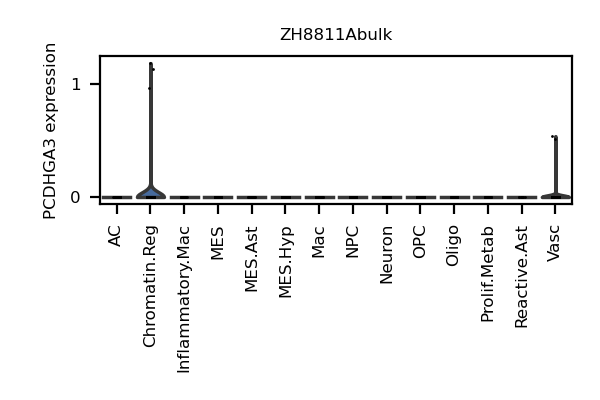 ZH8811Abulk
PCDHGA3 expression
1
0
AC
Chromatin.Reg
Inflammatory.Mac
MES
MES.Ast
MES.Hyp
Mac
NPC
Neuron
OPC
Oligo
Prolif.Metab
Reactive.Ast
Vasc